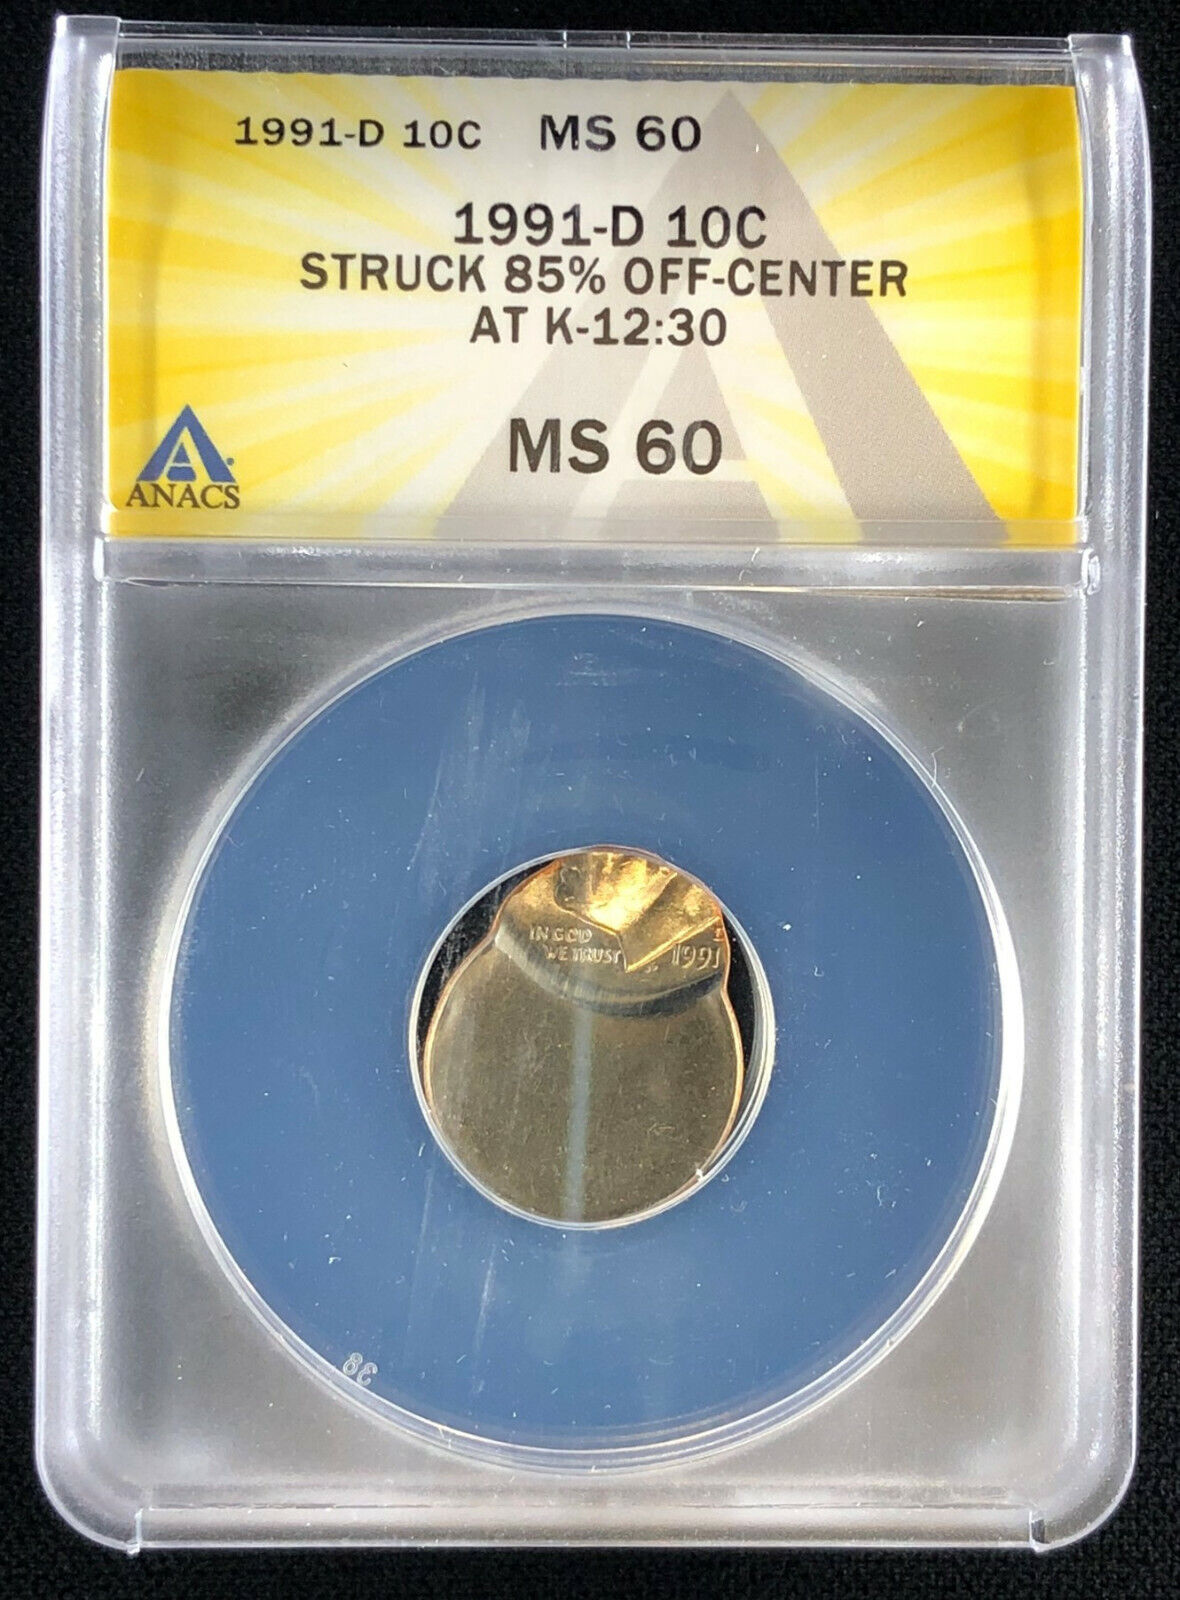 1991-D 10C MS 60
1991-D 10C
STRUCK 85% OFF-CENTER
AT K-12:30
MS 60
ANACS
IN GOD
WE TRUST
1991
D
38